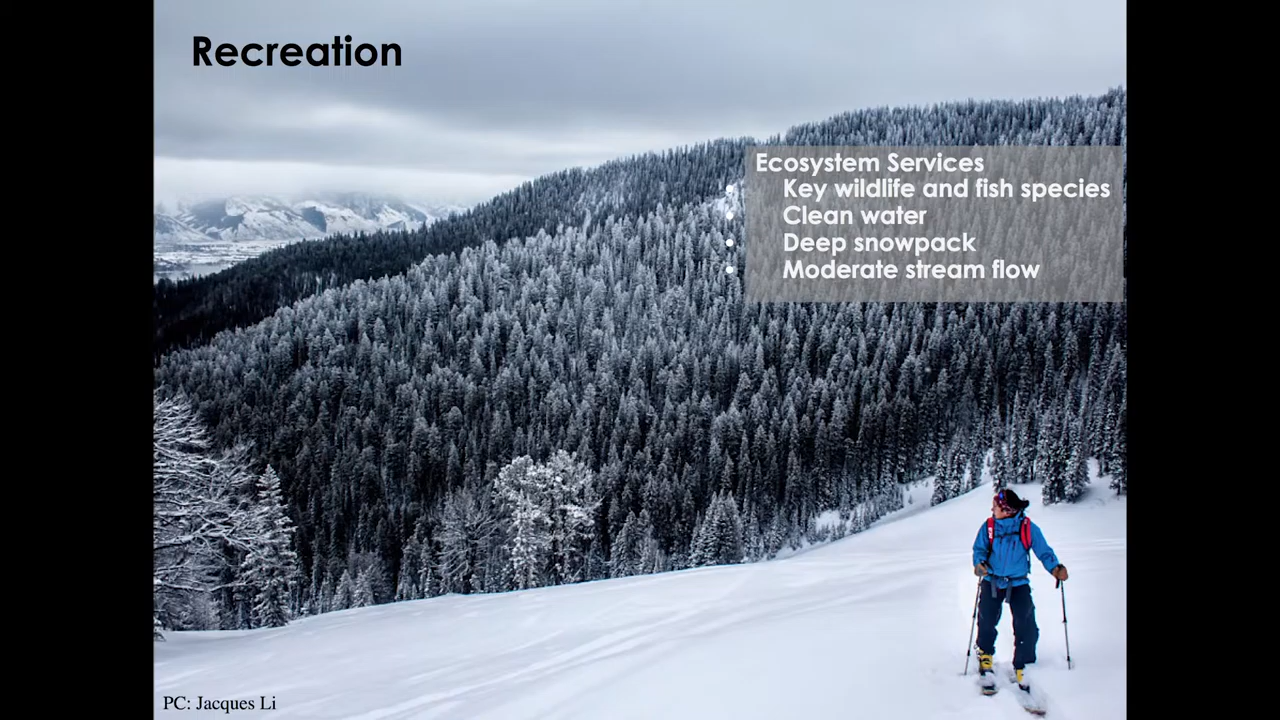 Recreation
Ecosystem Services
• Key wildlife and fish species
• Clean water
• Deep snowpack
• Moderate stream flow
PC: Jacques Li